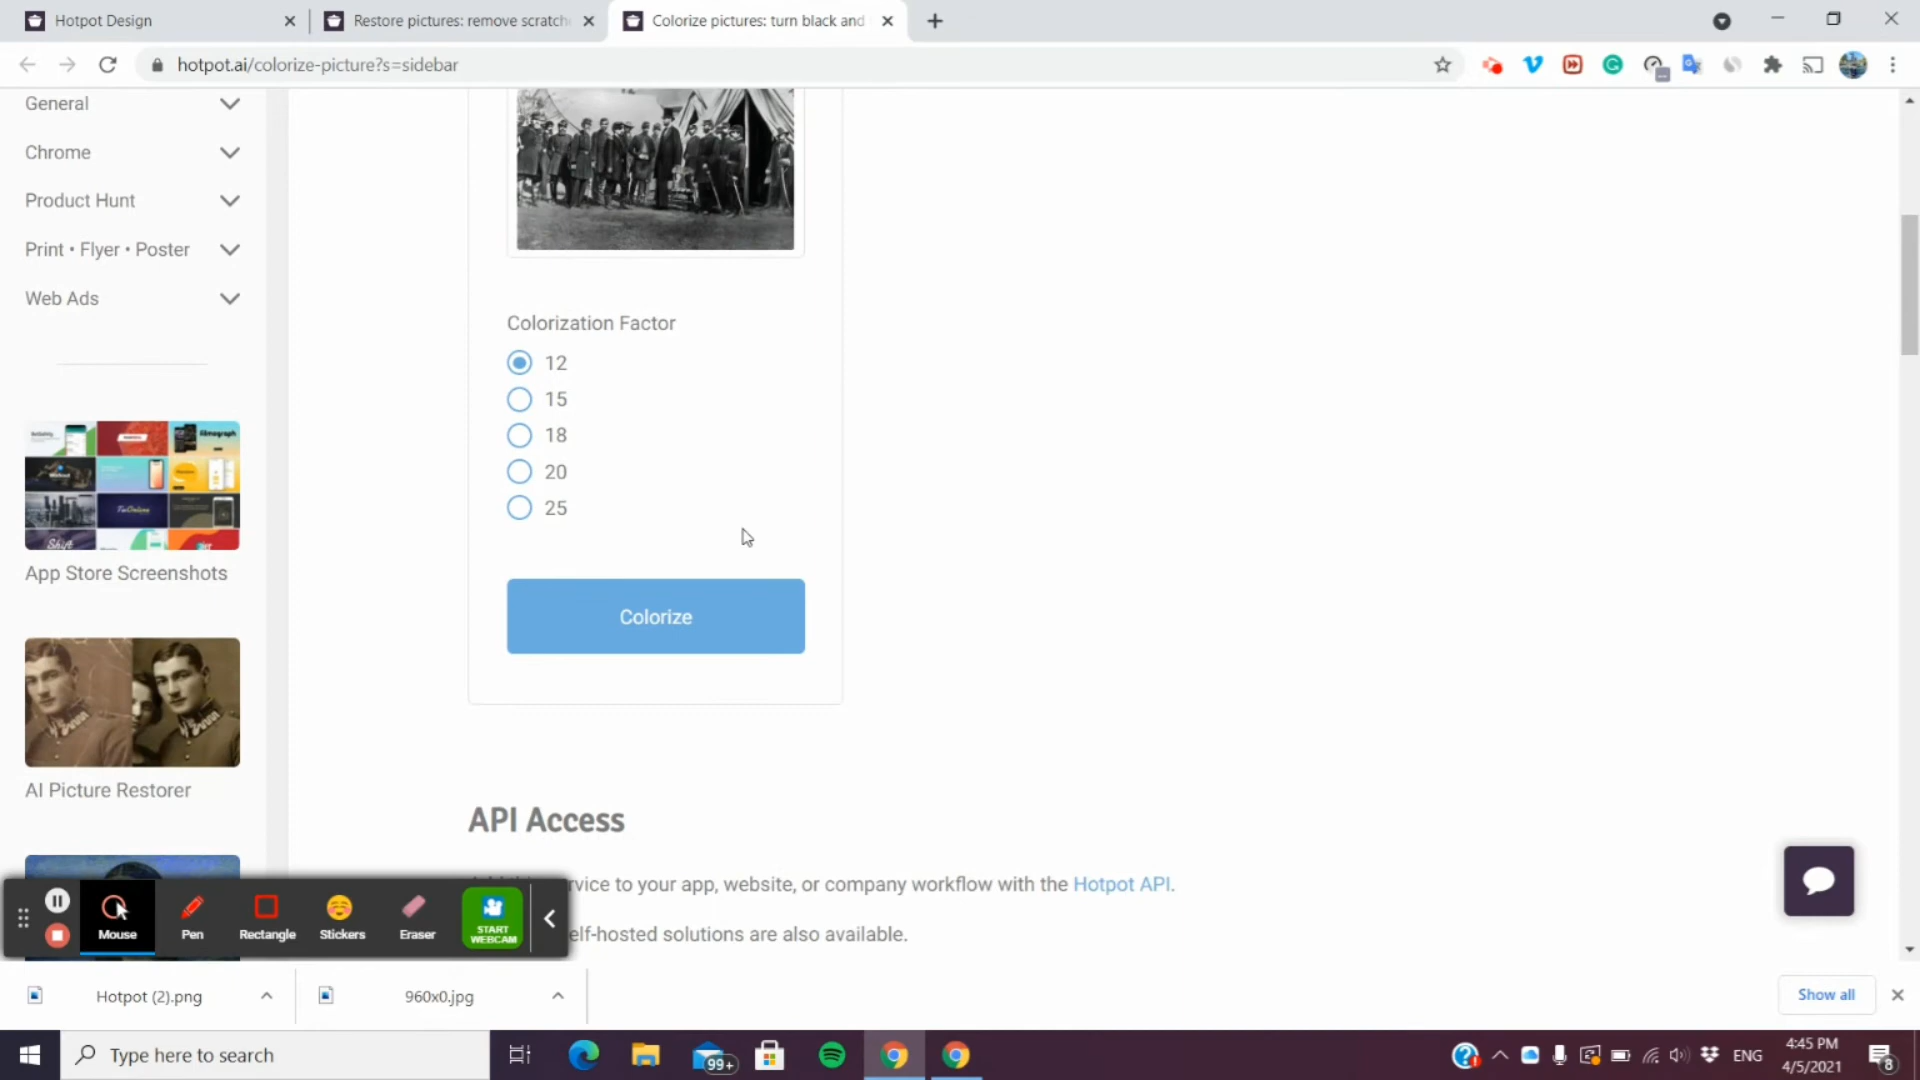 Hotpot Design
Restore pictures: remove scratch
Colorize pictures: turn black and
hotpot.ai/colorize-picture?s=sidebar
General
Chrome
Product Hunt
Print • Flyer • Poster
Web Ads
Colorization Factor
12
15
18
20
25
Colorize
App Store Screenshots
AI Picture Restorer
API Access
rvice to your app, website, or company workflow with the Hotpot API.
elf-hosted solutions are also available.
Mouse
Pen
Rectangle
Stickers
Eraser
START
WEBCAM
Hotpot (2).png
960x0.jpg
Show all
Type here to search
99+
ENG
4:45 PM
4/5/2021
8